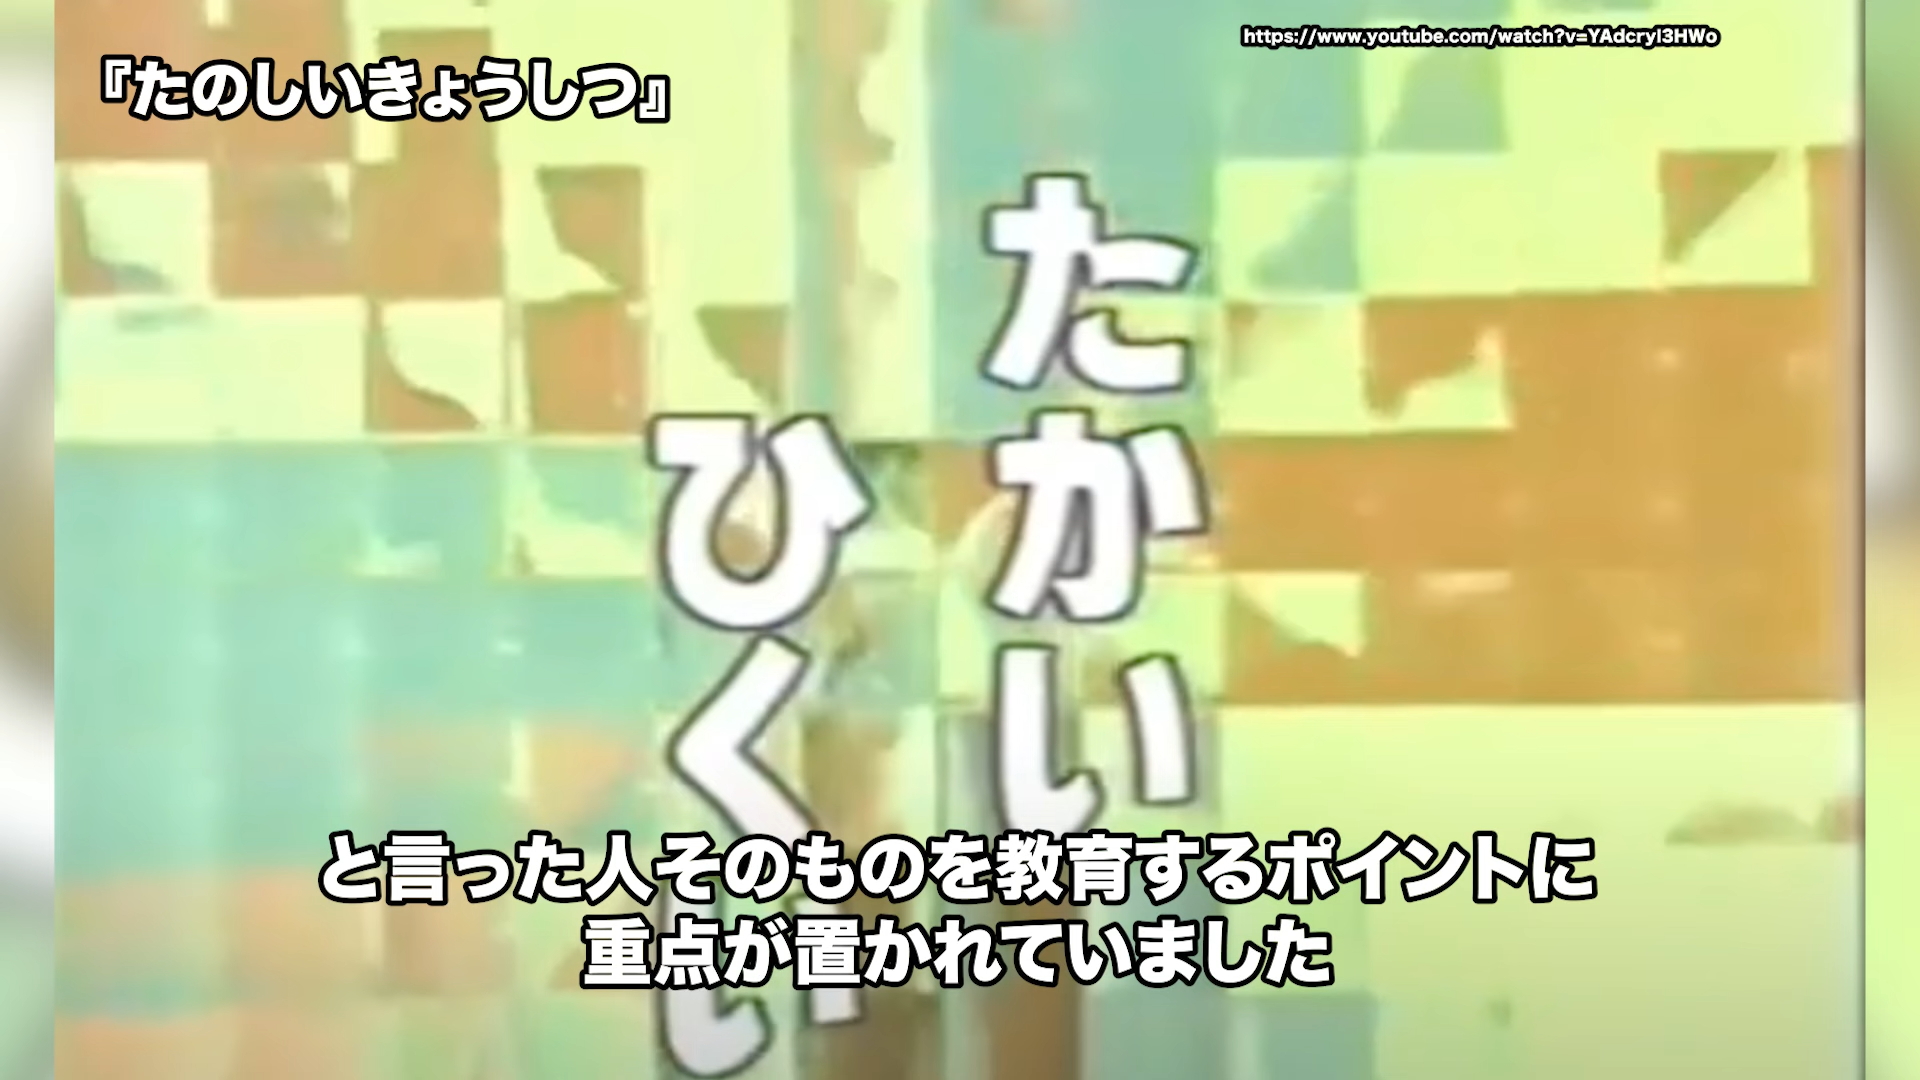 https://www.youtube.com/watch?v=YAdcryl3HWo
『たのしいきょうしつ』
たかい
ひくい
と言った人そのものを教育するポイントに
重点が置かれていました